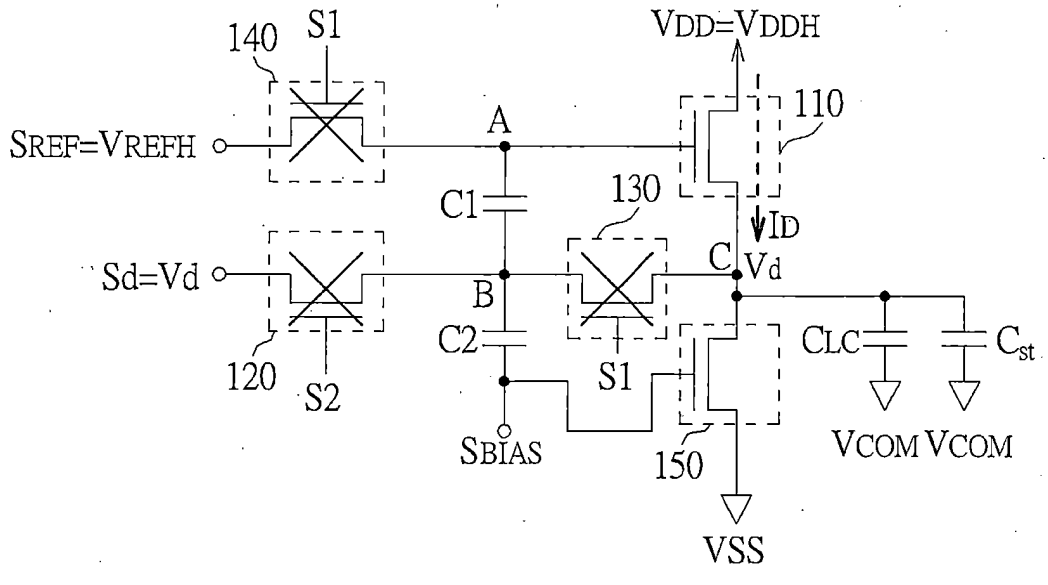 S1
VDD=VDDH
140
110
SREF=VREFH
A
C1
130
ID
C
Vd
Sd=Vd
B
C2
CLC
Cst
120
S2
S1
SBIAS
150
VCOM VCOM
VSS